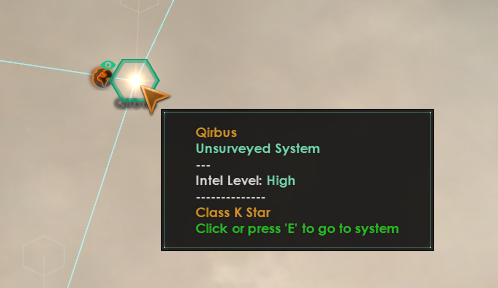 Qirbus
Unsurveyed System
---
Intel Level: High
--------------
Class K Star
Click or press 'E' to go to system